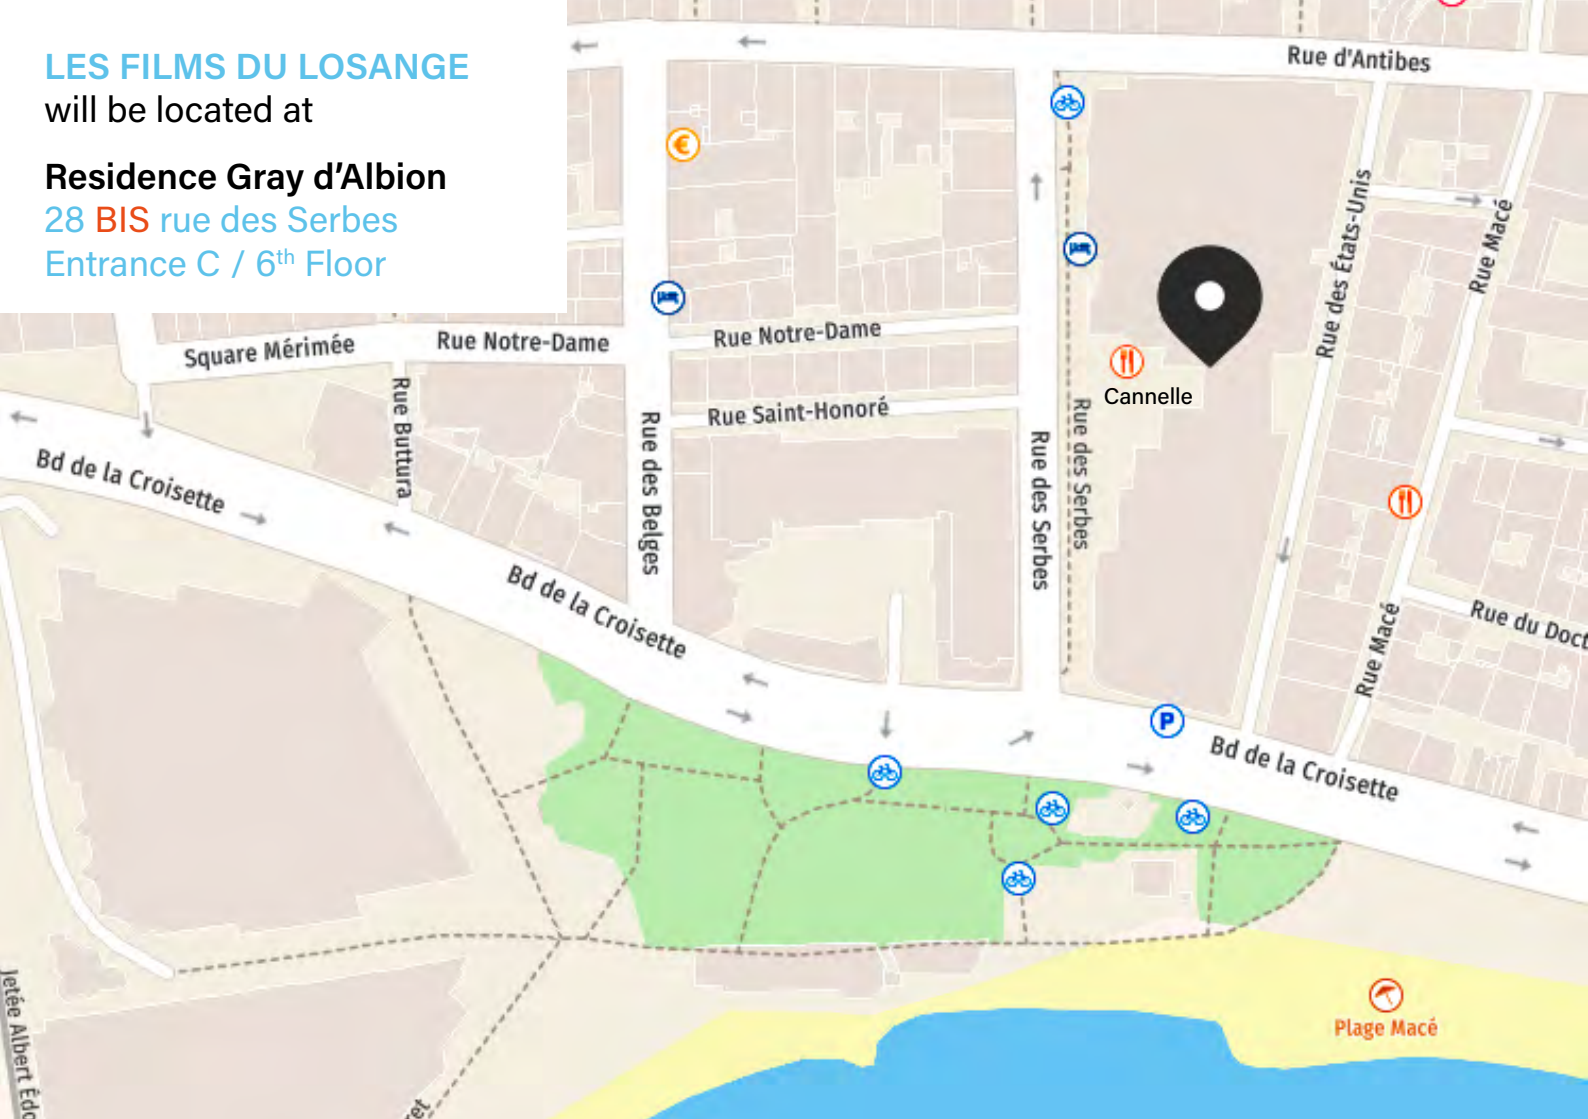 LES FILMS DU LOSANGE
will be located at
Residence Gray d’Albion
28 BIS rue des Serbes
Entrance C / 6th Floor
Rue d'Antibes
Rue des États-Unis
Rue Macé
Square Mérimée
Rue Notre-Dame
Rue Notre-Dame
Cannelle
Rue Buttura
Rue Saint-Honoré
Rue des Belges
Rue des Serbes
Rue des Serbes
Bd de la Croisette
Bd de la Croisette
Rue Macé
Rue du Doct
P
€
Bd de la Croisette
Plage Macé
Jetée Albert Édo